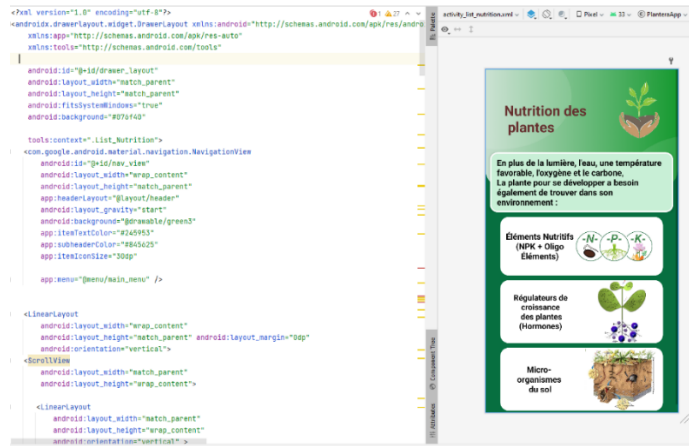 <?xml version="1.0" encoding="utf-8"?>
1 27
<androidx.drawerlayout.widget.DrawerLayout xmlns:android="http://schemas.android.com/apk/res/andro
xmlns:app="http://schemas.android.com/apk/res-auto"
xmlns:tools="http://schemas.android.com/tools"
android:id="@+id/drawer_layout"
android:layout_width="match_parent"
android:layout_height="match_parent"
android:fitsSystemWindows="true"
android:background="#076f40"
tools:context=".List_Nutrition">
<com.google.android.material.navigation.NavigationView
android:id="@+id/nav_view"
android:layout_width="wrap_content"
android:layout_height="match_parent"
app:headerLayout="@layout/header"
android:layout_gravity="start"
android:background="@drawable/green3"
app:itemTextColor="#245953"
app:subheaderColor="#845625"
app:itemIconSize="30dp"
app:menu="@menu/main_menu" />
<LinearLayout
android:layout_width="wrap_content"
android:layout_height="match_parent" android:layout_margin="0dp"
android:orientation="vertical">
<ScrollView
android:layout_width="match_parent"
android:layout_height="wrap_content">
<LinearLayout
android:layout_width="match_parent"
android:layout_height="wrap_content"
android:orientation="vertical" >
Palette
Component Tree
Attributes
activity_list_nutrition.xml
Pixel
33
PlantersApp
Nutrition des
plantes
En plus de la lumière, l'eau, une température
favorable, l'oxygène et le carbone,
La plante pour se développer a besoin
également de trouver dans son
environnement :
Éléments Nutritifs
(NPK + Oligo
Éléments)
-N- -P- -K-
Régulateurs de
croissance
des plantes
(Hormones)
Micro-
organismes
du sol